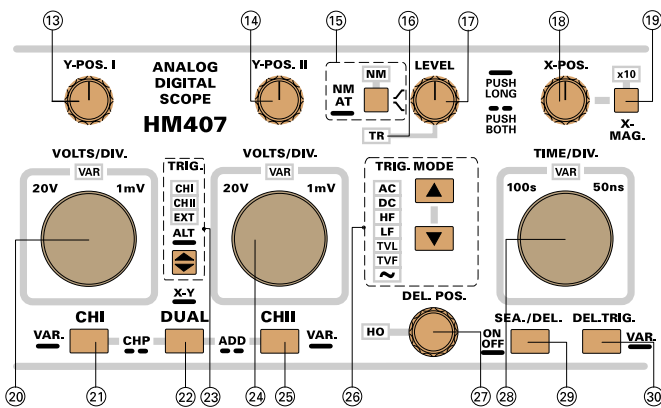 13 14 15 16 17 18 19
Y-POS. I
ANALOG
DIGITAL
SCOPE
HM407
Y-POS. II
NM
AT
NM
LEVEL
TR
PUSH
LONG
PUSH
BOTH
X-POS.
x10
X-
MAG.
VOLTS/DIV.
VAR
20V 1mV
TRIG.
CHI
CHII
EXT
ALT
X-Y
VOLTS/DIV.
VAR
20V 1mV
TRIG. MODE
AC
DC
HF
LF
TVL
TVF
~
TIME/DIV.
VAR
100s 50ns
DEL. POS.
HO
CHI
VAR.
CHP
DUAL
ADD
CHII
VAR.
ON
OFF
SEA./DEL.
DEL.TRIG.
VAR.
20 21 22 23 24 25 26 27 28 29 30